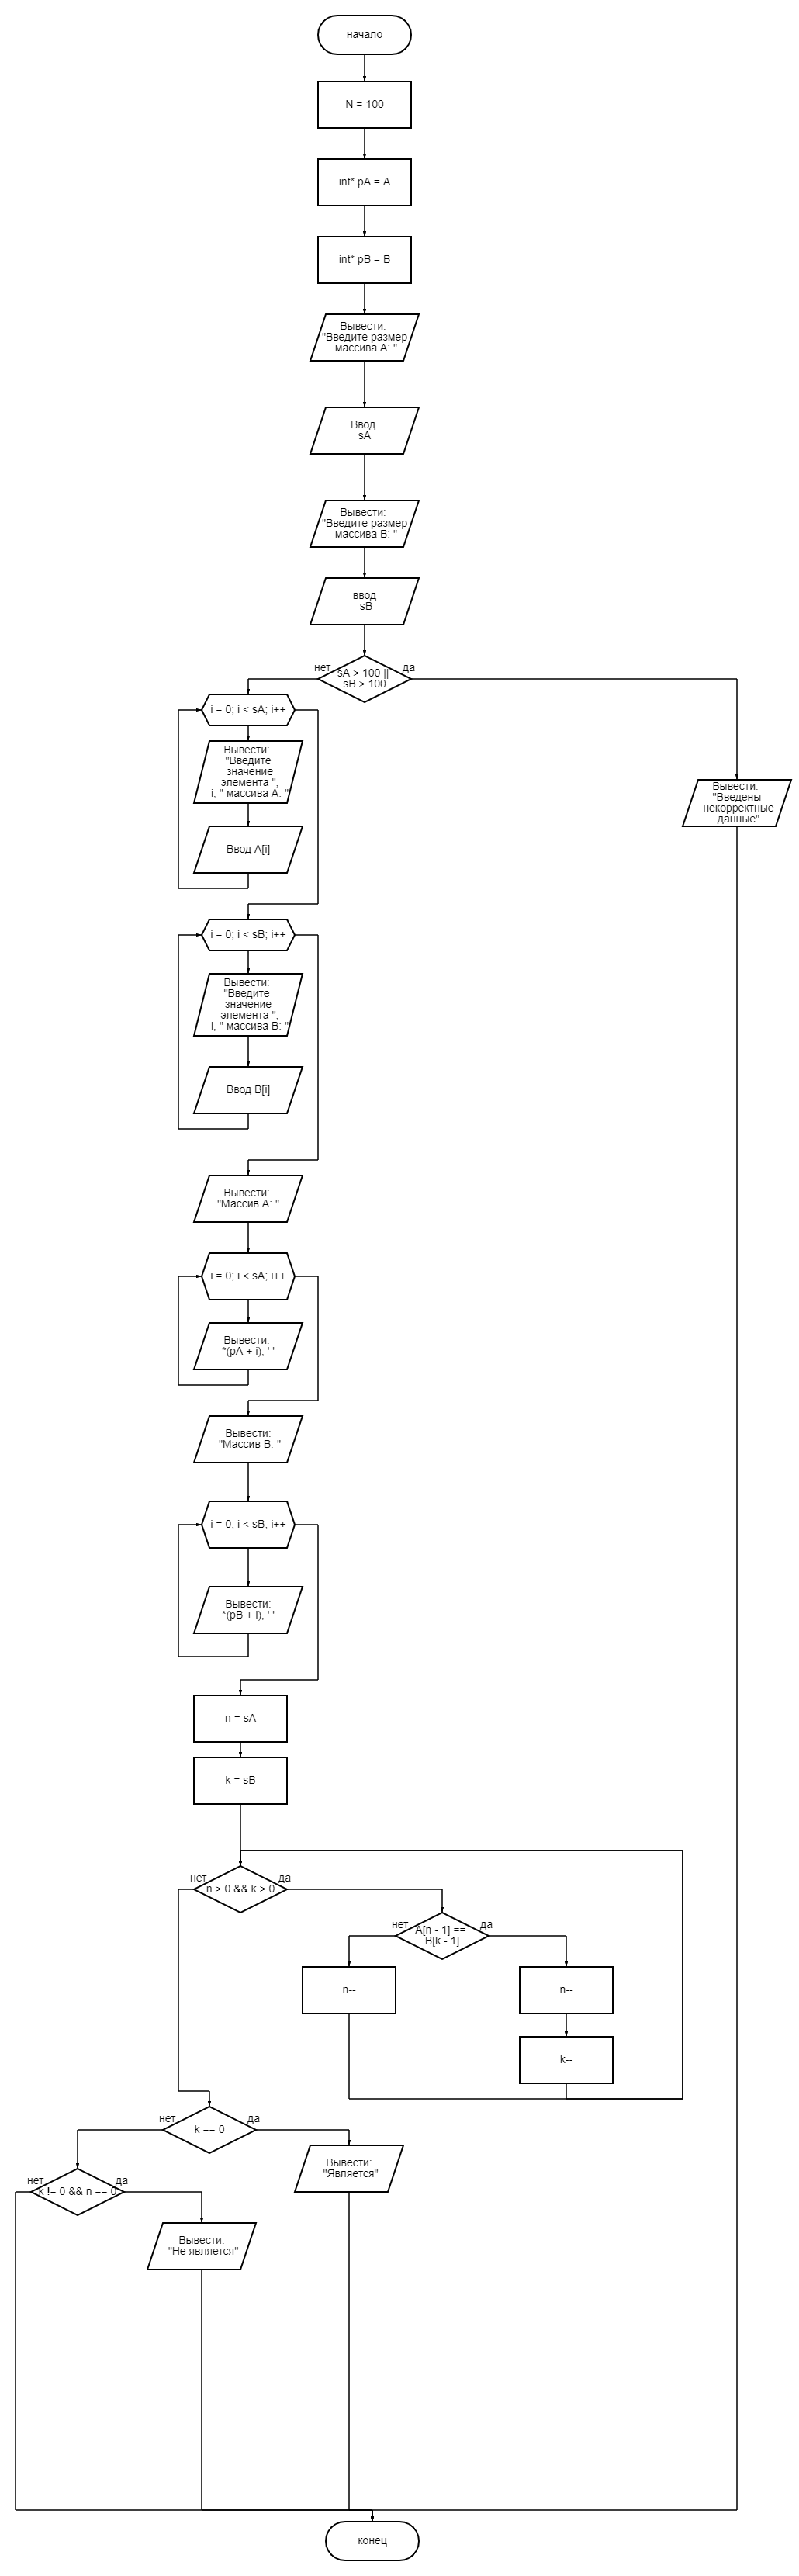 начало
N = 100
int* pA = A
int* pB = B
Вывести:
"Введите размер
массива A: "
Ввод
sA
Вывести:
"Введите размер
массива B: "
ввод
sB
нет
sA > 100 ||
sB > 100
да
i = 0; i < sA; i++
Вывести:
"Введите
значение
элемента ",
i, " массива A: "
Ввод A[i]
Вывести:
"Введены
некорректные
данные"
i = 0; i < sB; i++
Вывести:
"Введите
значение
элемента ",
i, " массива B: "
Ввод B[i]
Вывести:
"Массив A: "
i = 0; i < sA; i++
Вывести:
*(pA + i), ' '
Вывести:
"Массив B: "
i = 0; i < sB; i++
Вывести:
*(pB + i), ' '
n = sA
k = sB
нет
n > 0 && k > 0
да
нет
A[n - 1] ==
B[k - 1]
да
n--
n--
k--
нет
k == 0
да
Вывести:
"Является"
нет
k != 0 && n == 0
да
Вывести:
"Не является"
конец